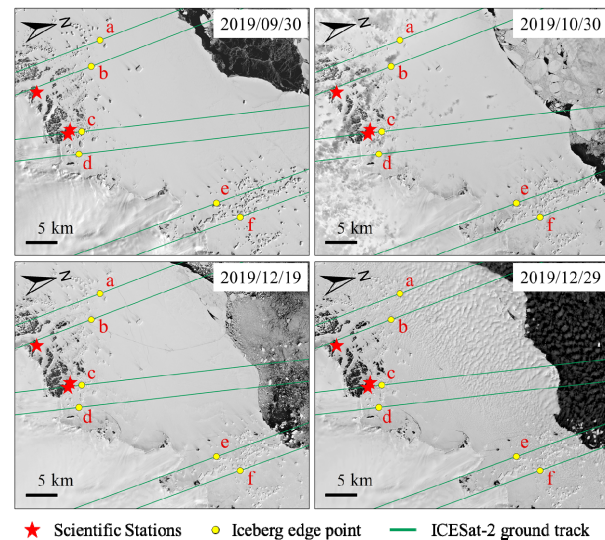 N 2019/09/30
a
b
c
d
e
f
5 km
N 2019/10/30
a
b
c
d
e
f
5 km
N 2019/12/19
a
b
c
d
e
f
5 km
N 2019/12/29
a
b
c
d
e
f
5 km
Scientific Stations Iceberg edge point ICESat-2 ground track